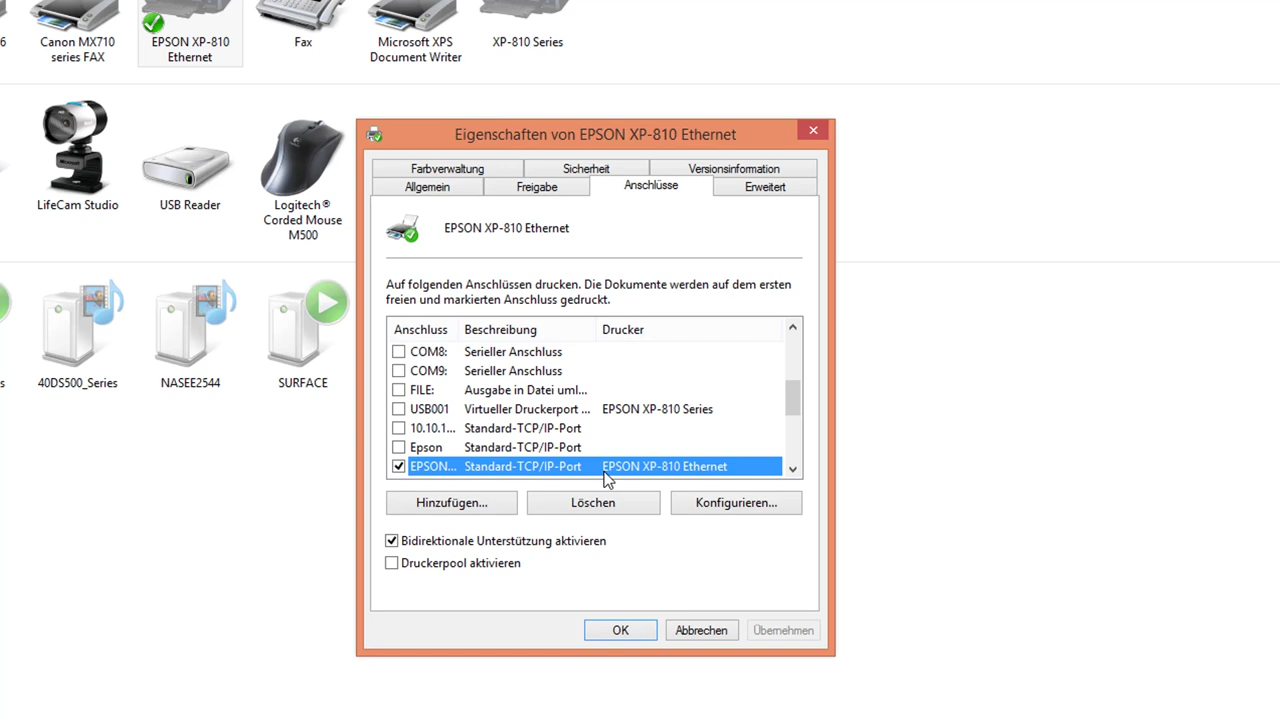 6
Canon MX710
series FAX
EPSON XP-810
Ethernet
Fax
Microsoft XPS
Document Writer
XP-810 Series
LifeCam Studio
USB Reader
Logitech®
Corded Mouse
M500
s
40DS500_Series
NASEE2544
SURFACE
Eigenschaften von EPSON XP-810 Ethernet
Farbverwaltung
Sicherheit
Versionsinformation
Allgemein
Freigabe
Anschlüsse
Erweitert
EPSON XP-810 Ethernet
Auf folgenden Anschlüssen drucken. Die Dokumente werden auf dem ersten
freien und markierten Anschluss gedruckt.
Anschluss Beschreibung Drucker
COM8: Serieller Anschluss
COM9: Serieller Anschluss
FILE: Ausgabe in Datei uml...
USB001 Virtueller Druckerport ... EPSON XP-810 Series
10.10.1... Standard-TCP/IP-Port
Epson Standard-TCP/IP-Port
EPSON... Standard-TCP/IP-Port EPSON XP-810 Ethernet
Hinzufügen... Löschen Konfigurieren...
Bidirektionale Unterstützung aktivieren
Druckerpool aktivieren
OK Abbrechen Übernehmen